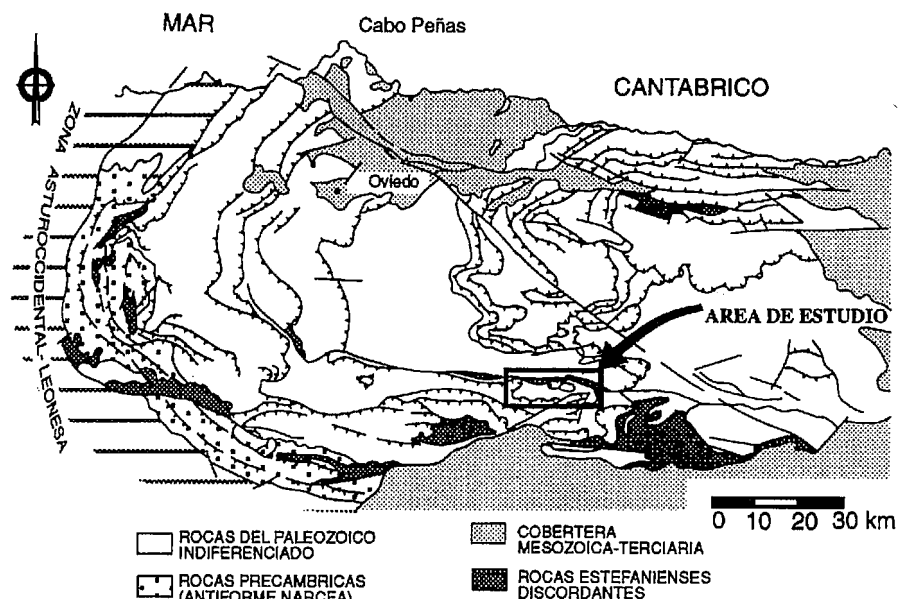 MAR
Cabo Peñas
CANTABRICO
ZONA ASTUROCCIDENTAL-LEONESA
Oviedo
AREA DE ESTUDIO
0 10 20 30 km
ROCAS DEL PALEOZOICO
INDIFERENCIADO
COBERTERA
MESOZOICA-TERCIARIA
ROCAS PRECAMBRICAS
(ANTIFORME NARCEA)
ROCAS ESTEFANIENSES
DISCORDANTES